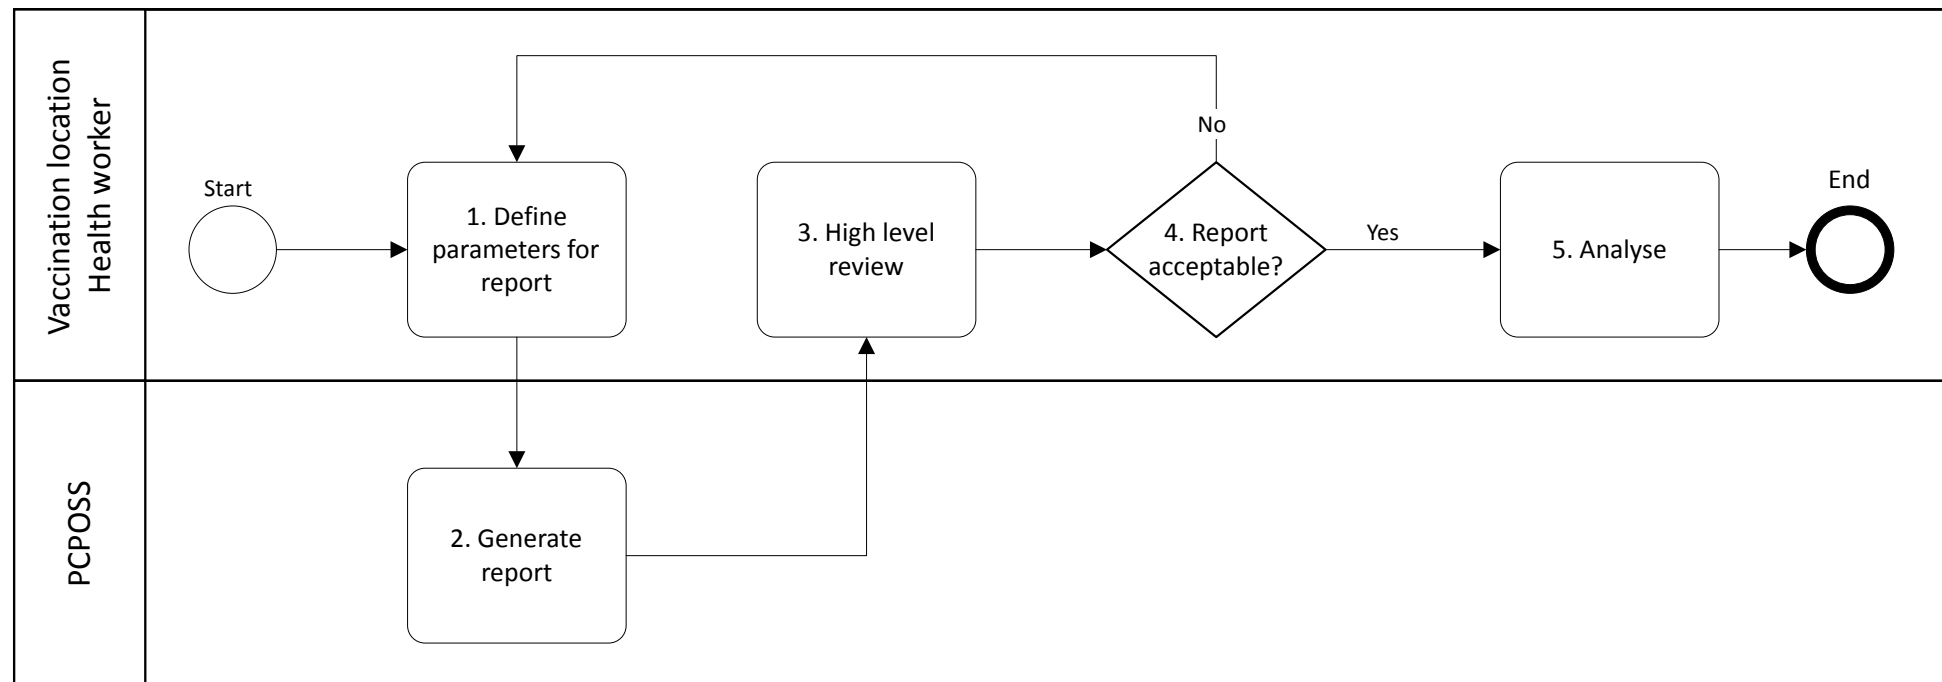 Vaccination location
Health worker
Start
1. Define
parameters for
report
3. High level
review
No
4. Report
acceptable?
Yes
5. Analyse
End
PCPOSS
2. Generate
report